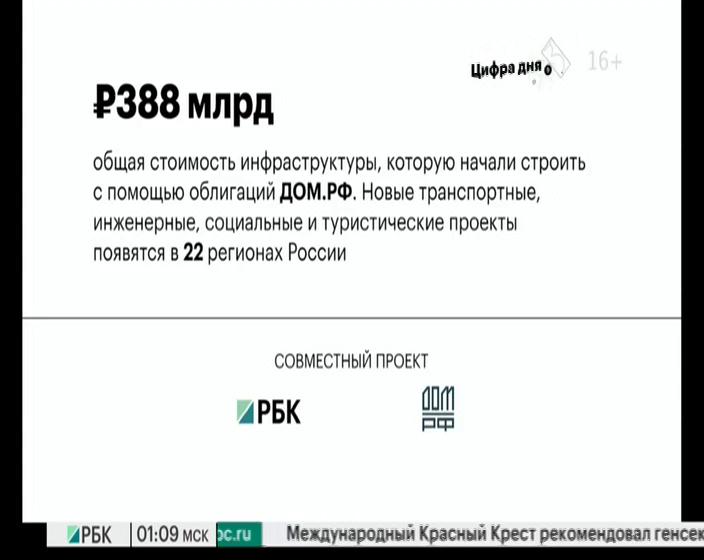 Цифра дня
16+
₽388 млрд
общая стоимость инфраструктуры, которую начали строить
с помощью облигаций ДОМ.РФ. Новые транспортные,
инженерные, социальные и туристические проекты
появятся в 22 регионах России
СОВМЕСТНЫЙ ПРОЕКТ
РБК
ДОМ
РФ
РБК 01:09 МСК bc.ru Международный Красный Крест рекомендовал генсек